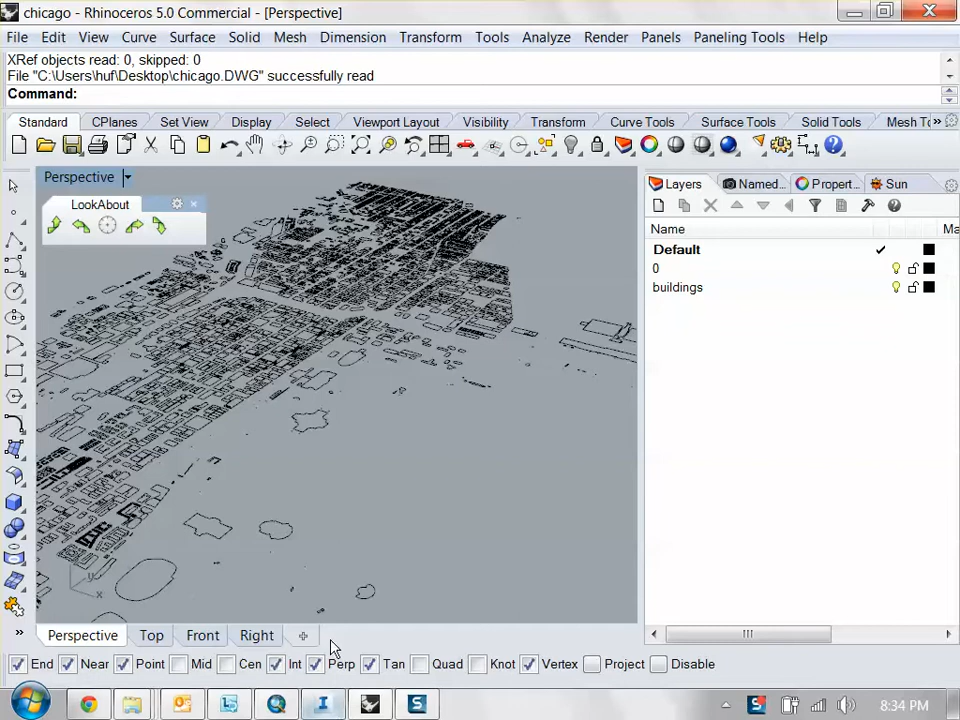 chicago - Rhinoceros 5.0 Commercial - [Perspective]
File Edit View Curve Surface Solid Mesh Dimension Transform Tools Analyze Render Panels Paneling Tools Help
XRef objects read: 0, skipped: 0
File "C:\Users\huf\Desktop\chicago.DWG" successfully read
Command:
Standard CPlanes Set View Display Select Viewport Layout Visibility Transform Curve Tools Surface Tools Solid Tools Mesh To
Perspective
LookAbout
Layers Named... Propert... Sun
Name Ma
Default
0
buildings
y
x
Perspective Top Front Right
End Near Point Mid Cen Int Perp Tan Quad Knot Vertex Project Disable
8:34 PM